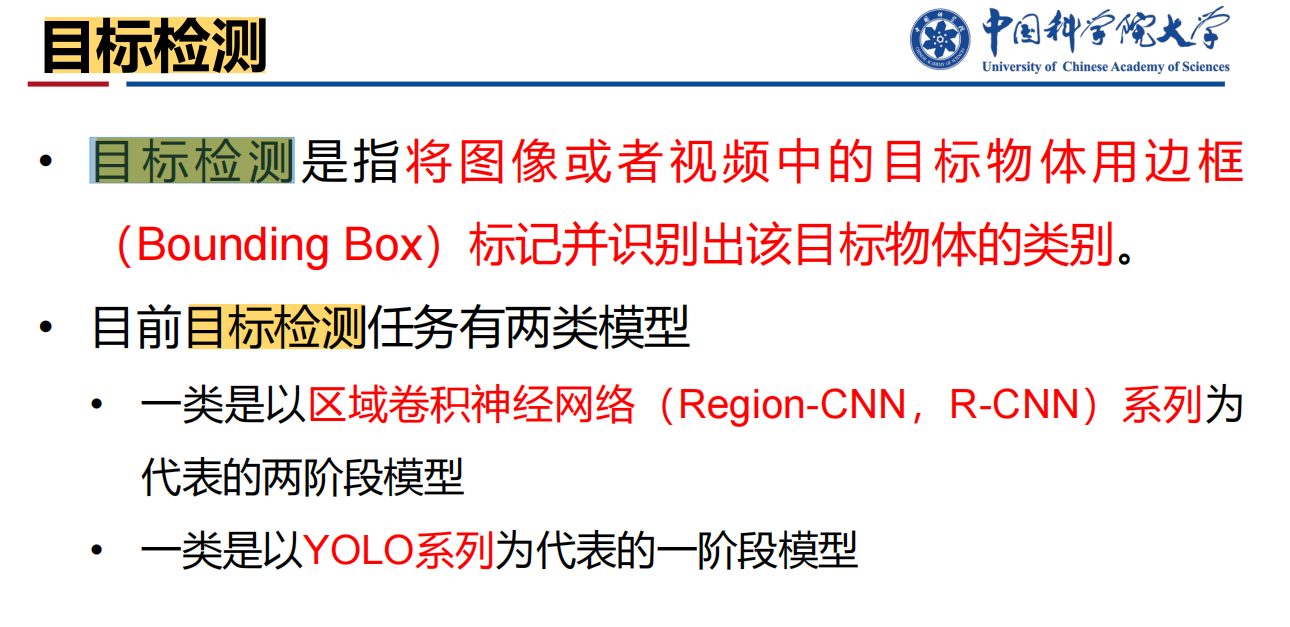 目标检测
中国科学院大学
University of Chinese Academy of Sciences
• 目标检测是指将图像或者视频中的目标物体用边框
（Bounding Box）标记并识别出该目标物体的类别。
• 目前目标检测任务有两类模型
• 一类是以区域卷积神经网络（Region-CNN，R-CNN）系列为
代表的两阶段模型
• 一类是以YOLO系列为代表的一阶段模型